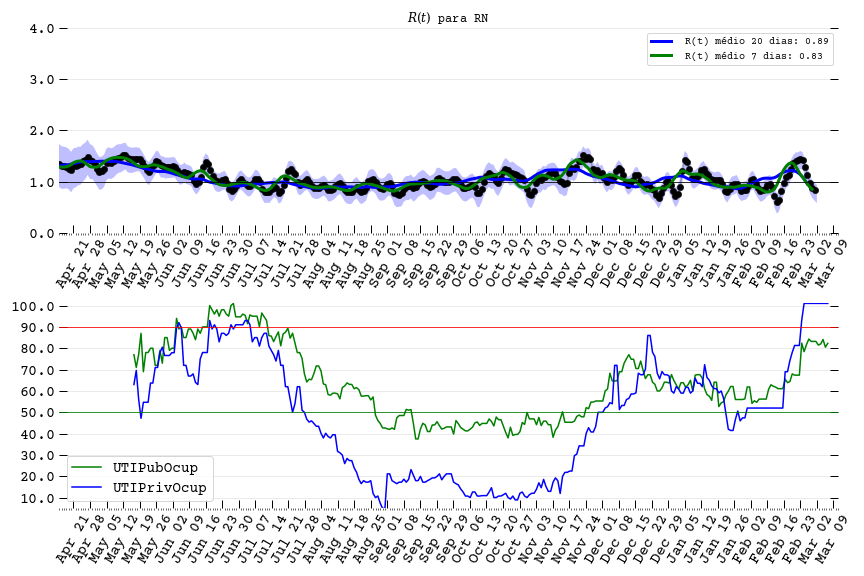 R(t) para RN
4.0
R(t) médio 20 dias: 0.89
R(t) médio 7 dias: 0.83
3.0
2.0
1.0
0.0
Apr 21 Apr 28 May 05 May 12 May 19 May 26 Jun 02 Jun 09 Jun 16 Jun 23 Jun 30 Jul 07 Jul 14 Jul 21 Jul 28 Aug 04 Aug 11 Aug 18 Aug 25 Sep 01 Sep 08 Sep 15 Sep 22 Sep 29 Oct 06 Oct 13 Oct 20 Oct 27 Nov 03 Nov 10 Nov 17 Nov 24 Dec 01 Dec 08 Dec 15 Dec 22 Dec 29 Jan 05 Jan 12 Jan 19 Jan 26 Feb 02 Feb 09 Feb 16 Feb 23 Mar 02 Mar 09
100.0
90.0
80.0
70.0
60.0
50.0
40.0
30.0
20.0
10.0
UTIPubOcup
UTIPrivOcup
Apr 21 Apr 28 May 05 May 12 May 19 May 26 Jun 02 Jun 09 Jun 16 Jun 23 Jun 30 Jul 07 Jul 14 Jul 21 Jul 28 Aug 04 Aug 11 Aug 18 Aug 25 Sep 01 Sep 08 Sep 15 Sep 22 Sep 29 Oct 06 Oct 13 Oct 20 Oct 27 Nov 03 Nov 10 Nov 17 Nov 24 Dec 01 Dec 08 Dec 15 Dec 22 Dec 29 Jan 05 Jan 12 Jan 19 Jan 26 Feb 02 Feb 09 Feb 16 Feb 23 Mar 02 Mar 09